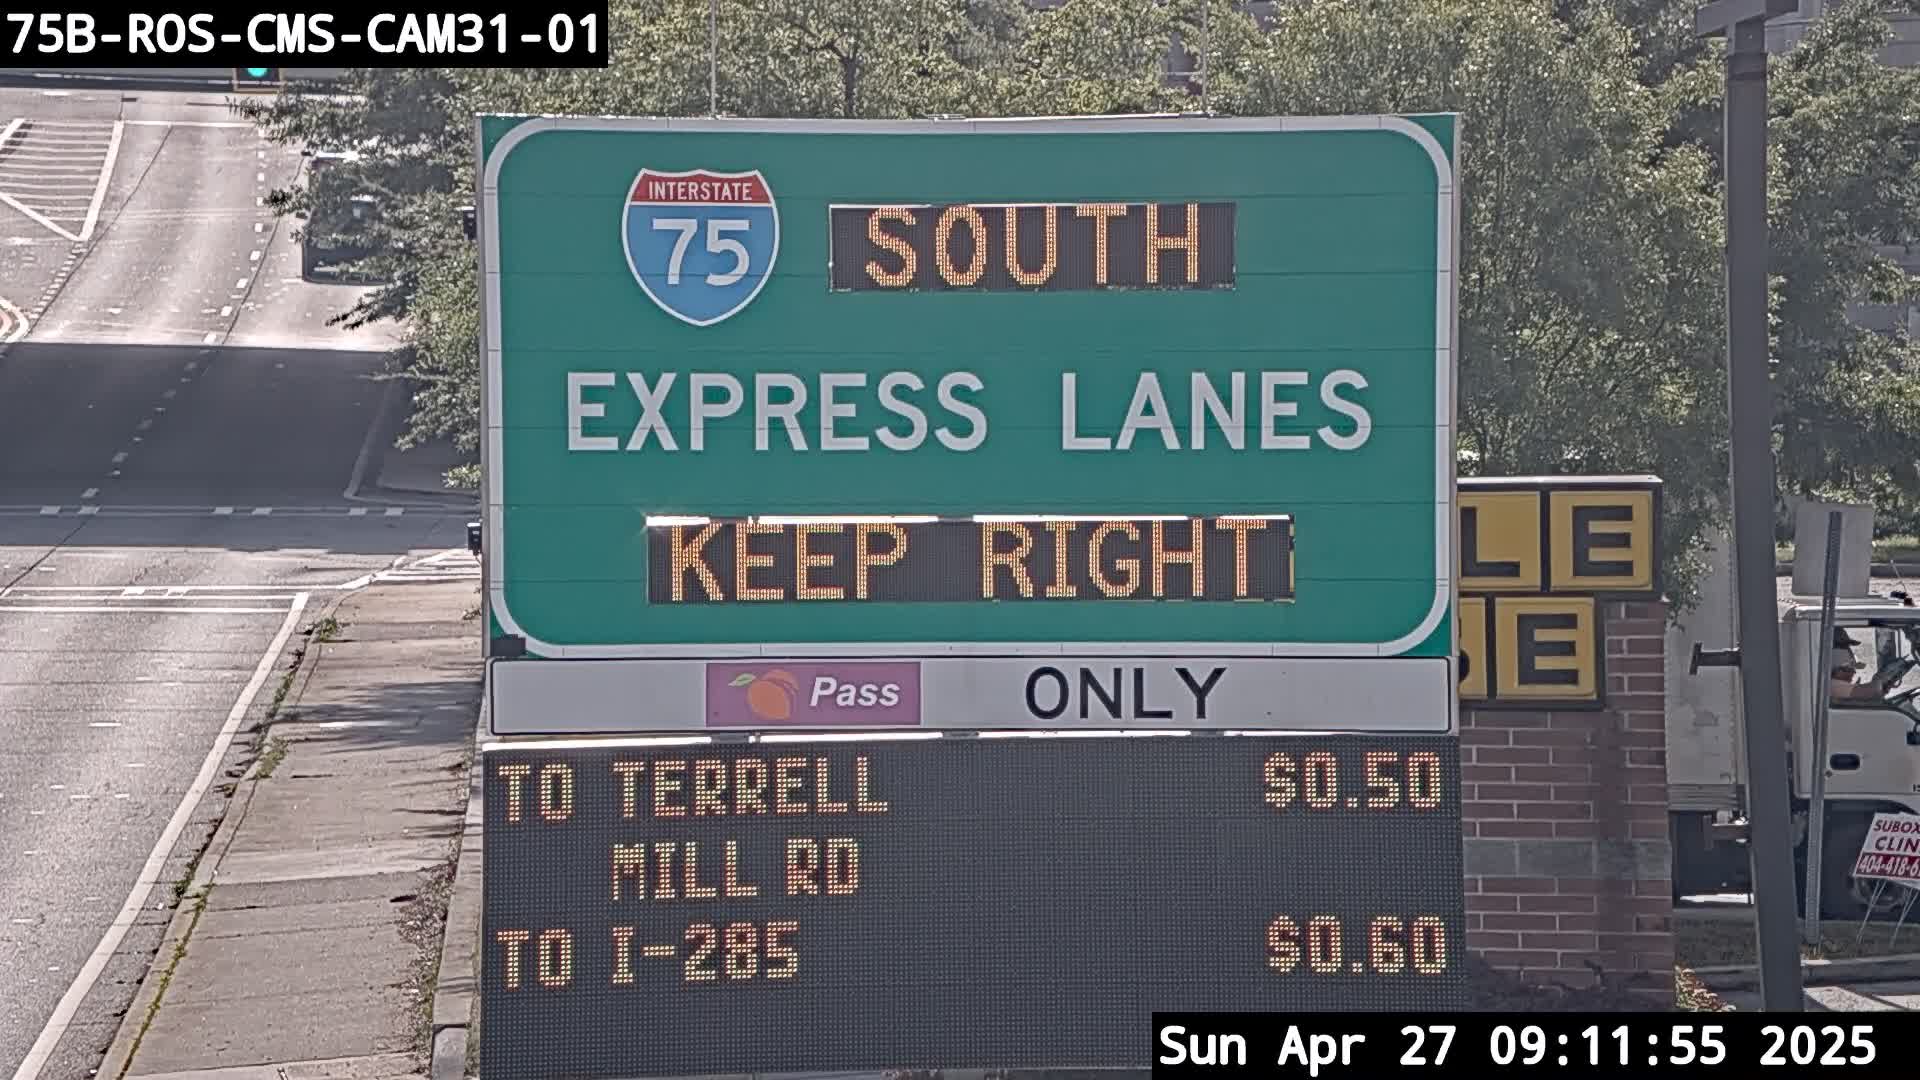 75B-ROS-CMS-CAM31-01
INTERSTATE
75
SOUTH
EXPRESS LANES
KEEP RIGHT
Pass ONLY
TO TERRELL $0.50
MILL RD
TO I-285 $0.60
LE
E
SUBOX
CLIN
404-418-6
Sun Apr 27 09:11:55 2025